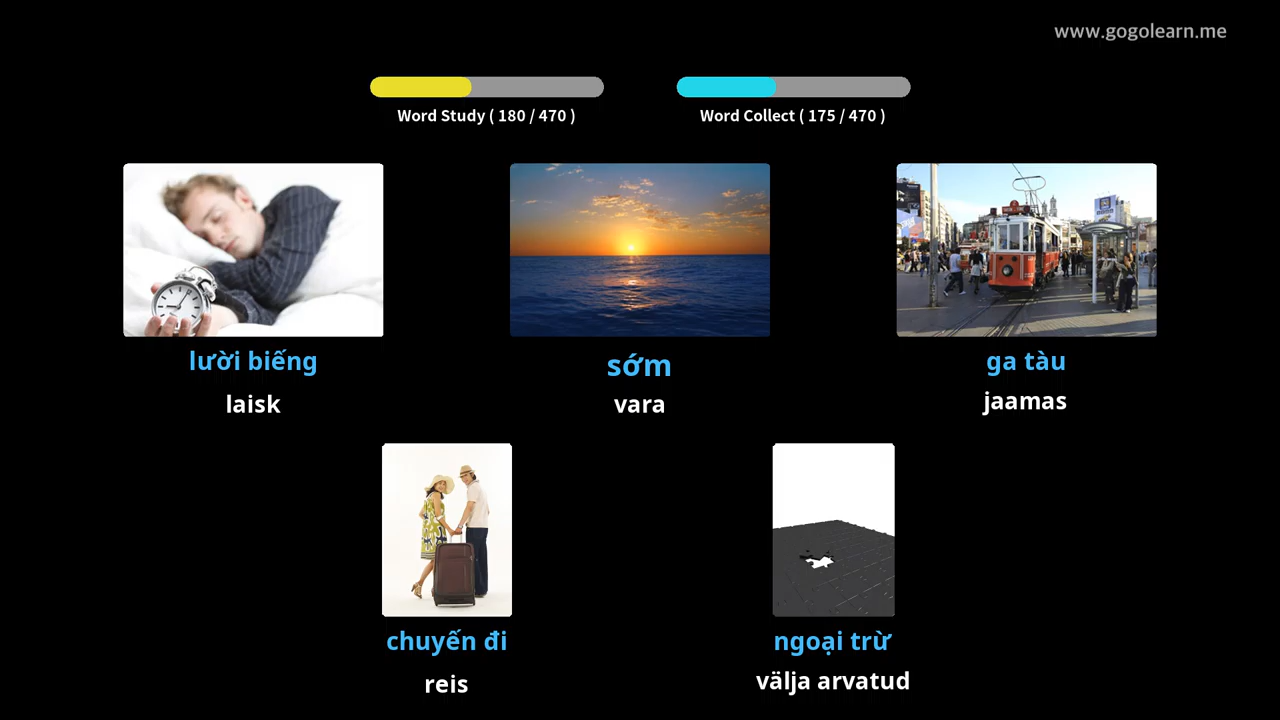 www.gogolearn.me
Word Study ( 180 / 470 )
Word Collect ( 175 / 470 )
lười biếng
sớm
ga tàu
laisk
vara
jaamas
chuyến đi
ngoại trừ
reis
välja arvatud